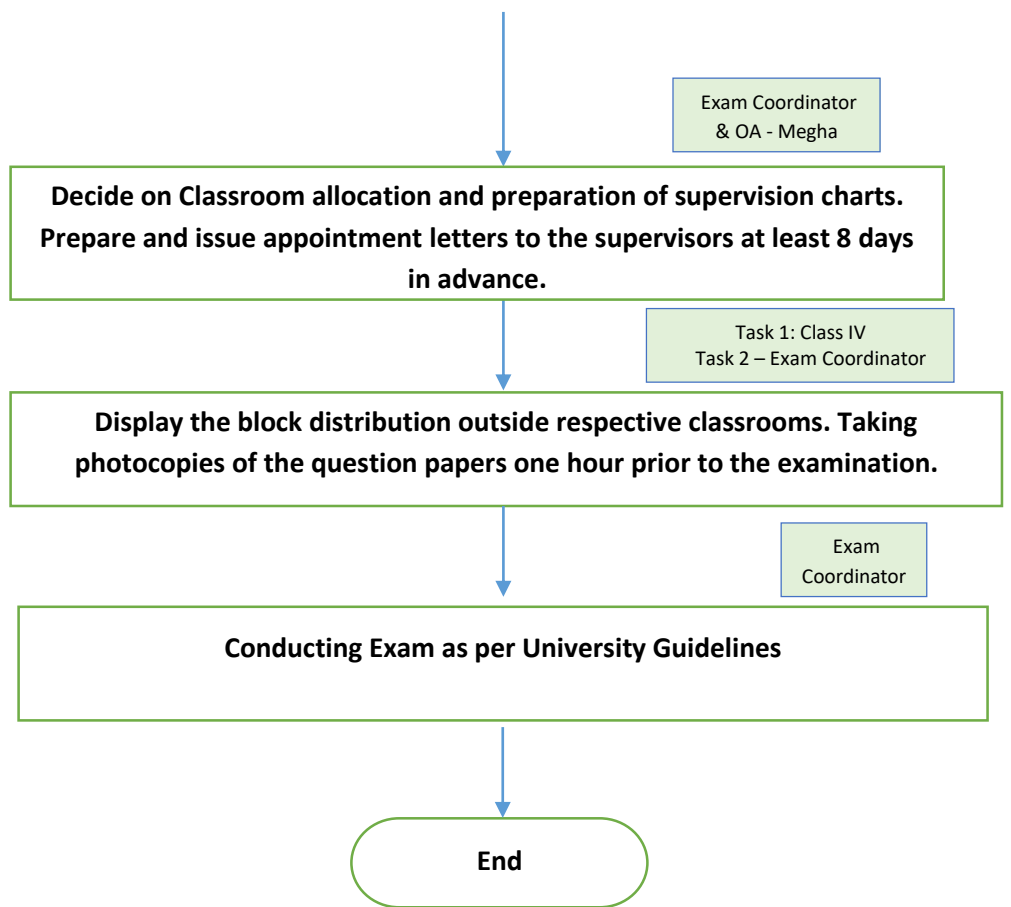 Exam Coordinator
& OA - Megha
Decide on Classroom allocation and preparation of supervision charts.
Prepare and issue appointment letters to the supervisors at least 8 days
in advance.
Task 1: Class IV
Task 2 – Exam Coordinator
Display the block distribution outside respective classrooms. Taking
photocopies of the question papers one hour prior to the examination.
Exam
Coordinator
Conducting Exam as per University Guidelines
End